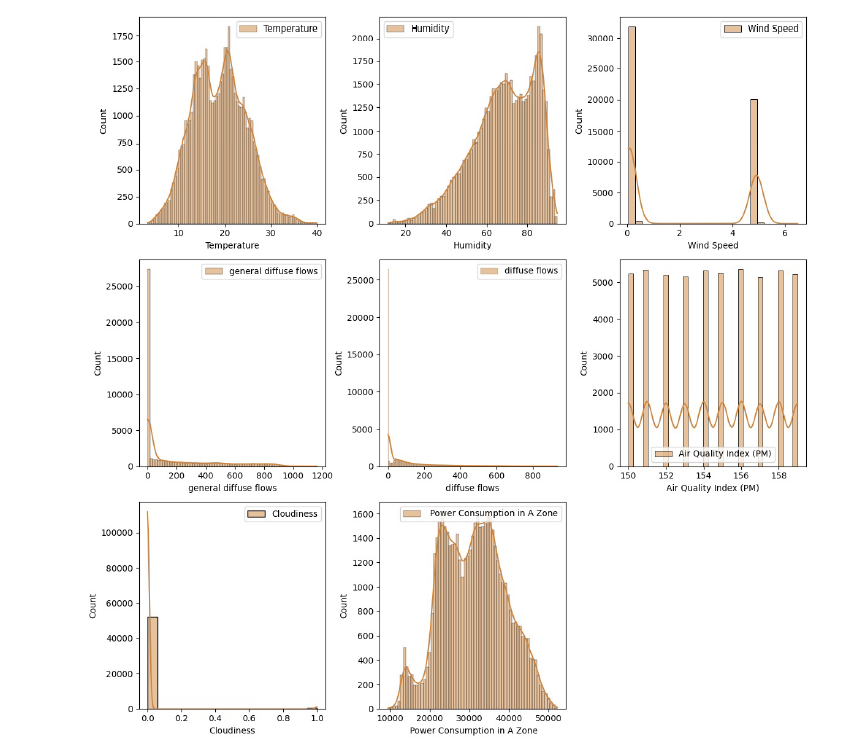 Temperature
Count
1750
1500
1250
1000
750
500
250
0
10 20 30 40
Temperature
Humidity
Count
2000
1750
1500
1250
1000
750
500
250
0
20 40 60 80
Humidity
Wind Speed
Count
30000
25000
20000
15000
10000
5000
0
0 2 4 6
Wind Speed
general diffuse flows
Count
25000
20000
15000
10000
5000
0
0 200 400 600 800 1000 1200
general diffuse flows
diffuse flows
Count
25000
20000
15000
10000
5000
0
0 200 400 600 800
diffuse flows
Count
5000
4000
3000
2000
1000
0
Air Quality Index (PM)
150 152 154 156 158
Air Quality Index (PM)
Cloudiness
Count
100000
80000
60000
40000
20000
0
0.0 0.2 0.4 0.6 0.8 1.0
Cloudiness
Power Consumption in A Zone
Count
1600
1400
1200
1000
800
600
400
200
0
10000 20000 30000 40000 50000
Power Consumption in A Zone